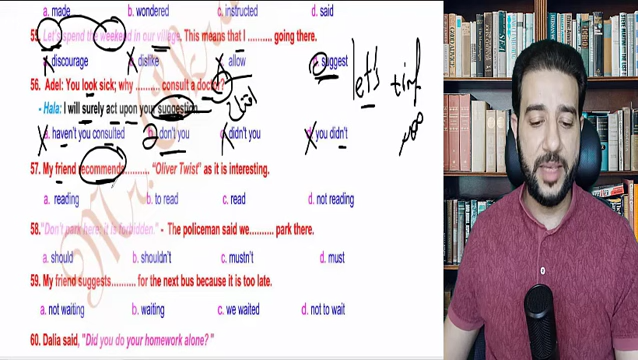 a. made b. wondered c. instructed d. said
55. Let's spend the weekend in our village. This means that I .......... going there.
a. discourage b. dislike c. allow d. suggest
56. Adel: You look sick; why .......... consult a doctor?
- Hala: I will surely act upon your suggestion
a. haven't you consulted b. don't you c. didn't you d. you didn't
57. My friend recommends.......... "Oliver Twist" as it is interesting.
a. reading b. to read c. read d. not reading
58. "Don't park here; it is forbidden." - The policeman said we.......... park there.
a. should b. shouldn't c. mustn't d. must
59. My friend suggests.......... for the next bus because it is too late.
a. not waiting b. waiting c. we waited d. not to wait
60. Dalia said, "Did you do your homework alone?"
let's
اقتراح